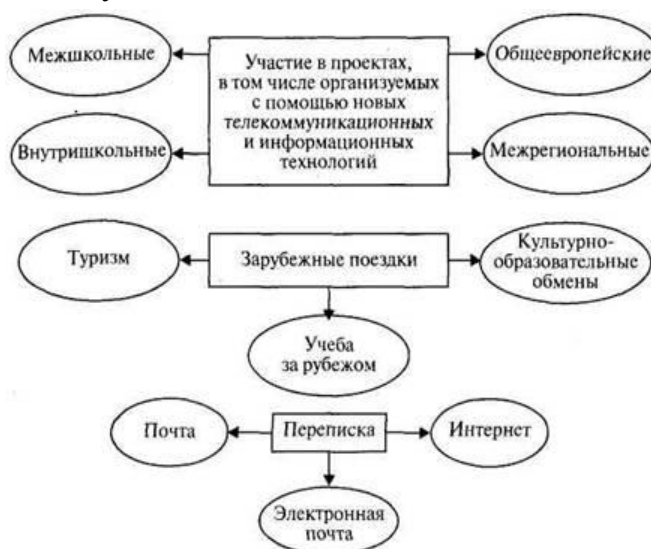 Межшкольные
Участие в проектах,
в том числе организуемых
с помощью новых
телекоммуникационных
и информационных
технологий
Общеевропейские
Внутришкольные
Межрегиональные
Туризм
Зарубежные поездки
Культурно-
образовательные
обмены
Учеба
за рубежом
Почта
Переписка
Интернет
Электронная
почта